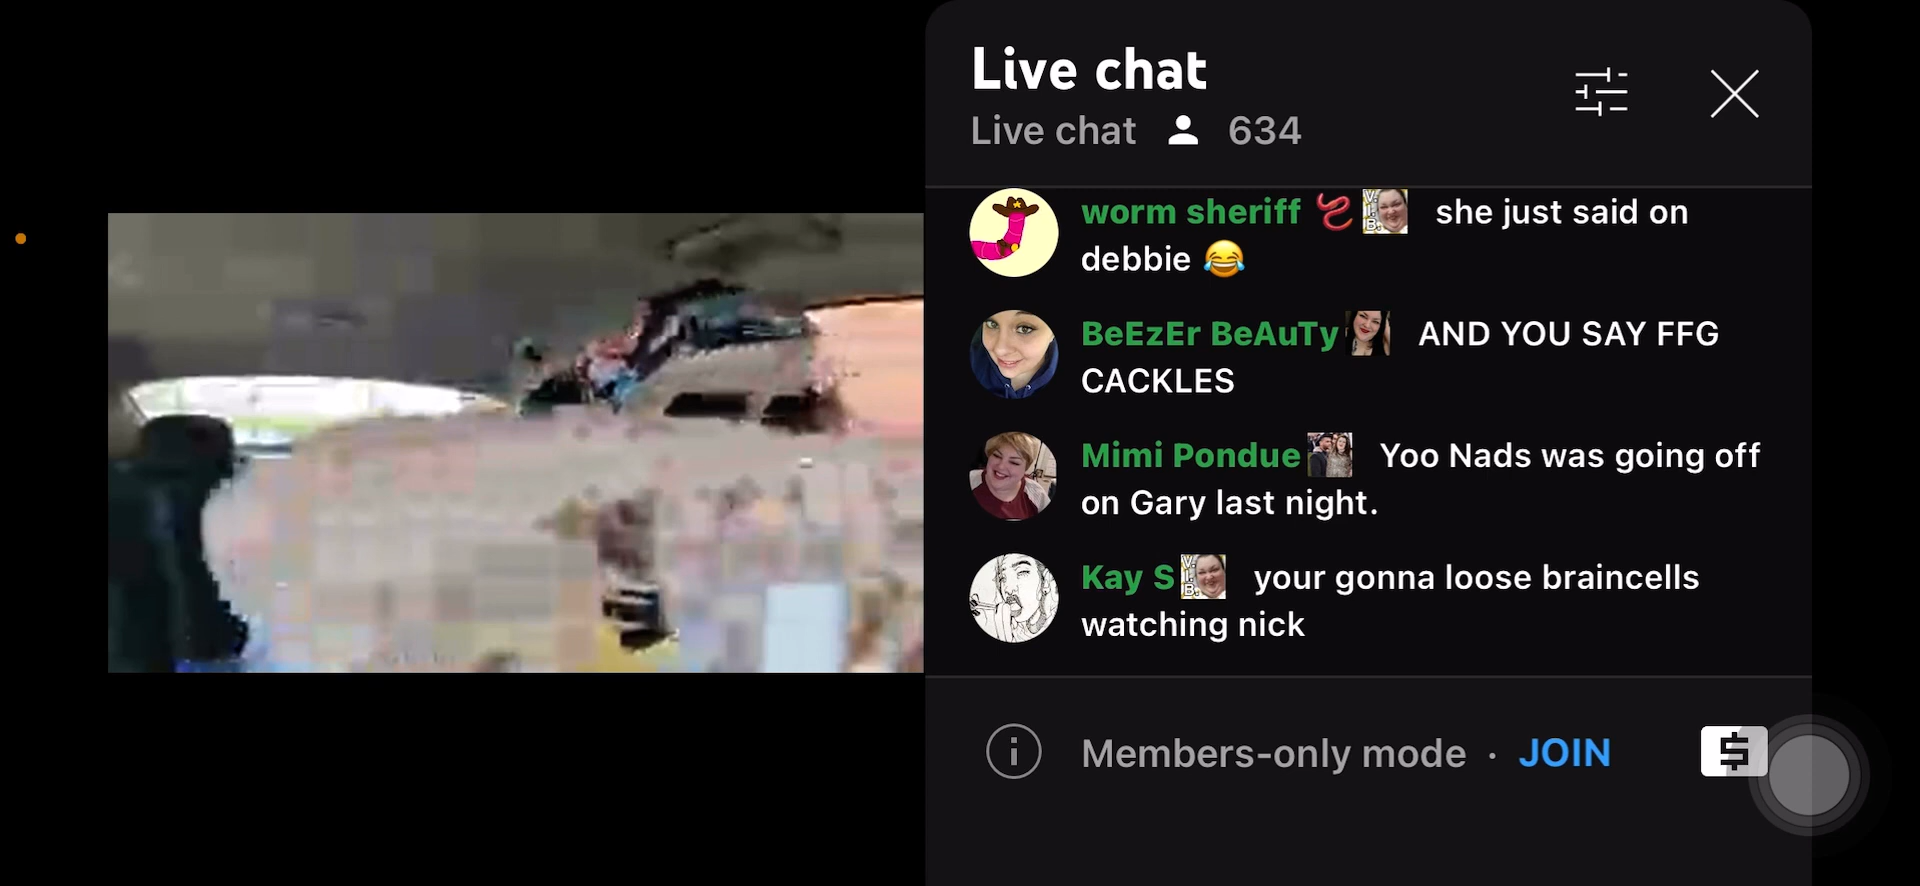 Live chat
Live chat 634
worm sheriff she just said on
debbie 😂
BeEzEr BeAuTy AND YOU SAY FFG
CACKLES
Mimi Pondue Yoo Nads was going off
on Gary last night.
Kay S your gonna loose braincells
watching nick
Members-only mode · JOIN